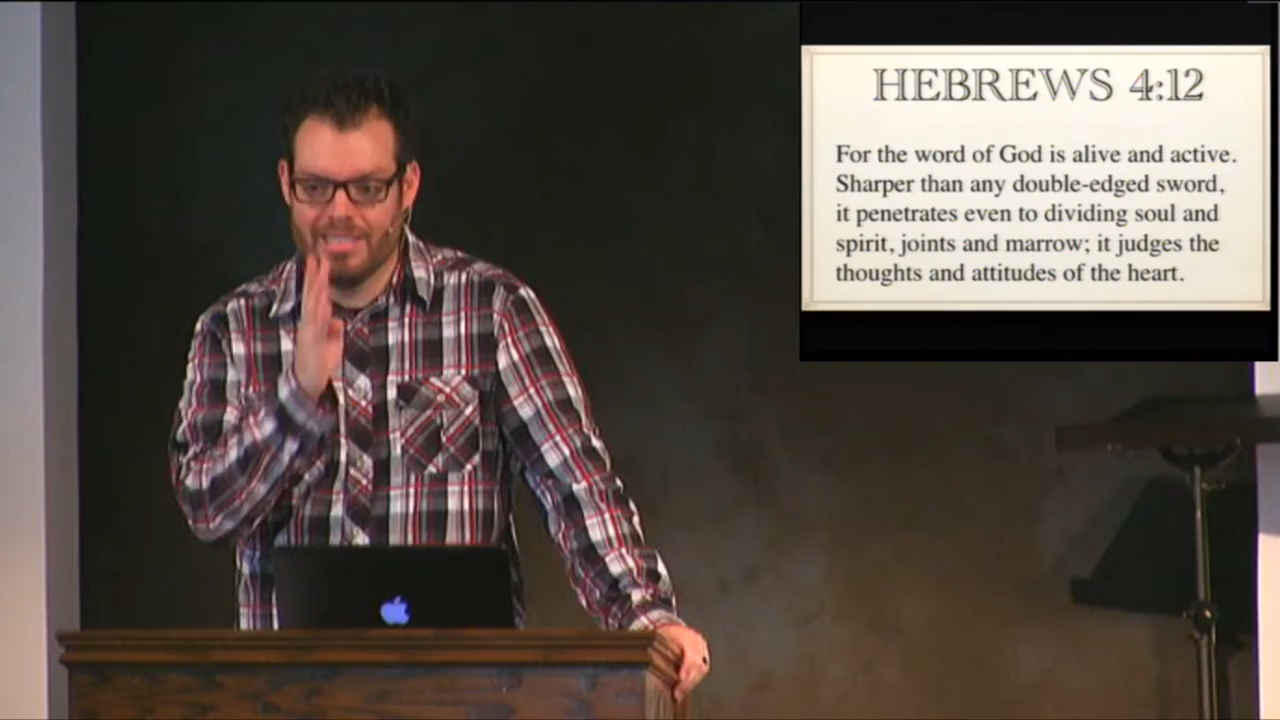 HEBREWS 4:12
For the word of God is alive and active.
Sharper than any double-edged sword,
it penetrates even to dividing soul and
spirit, joints and marrow; it judges the
thoughts and attitudes of the heart.